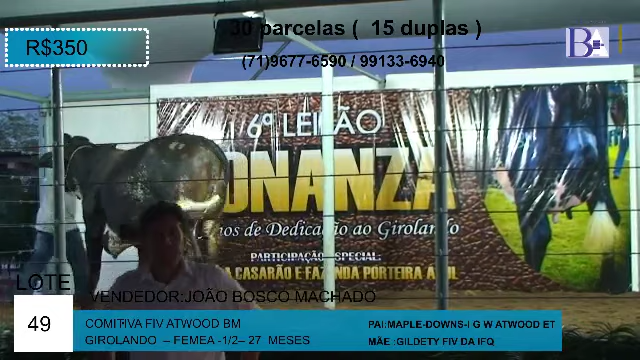 30 parcelas ( 15 duplas )
R$350
(71)9677-6590 / 99133-6940
B
6º LEILÃO
ONANZA
nos de Dedicação ao Girolando
PARTICIPAÇÃO ESPECIAL:
CASARÃO E FAZENDA PORTEIRA AZUL
LOTE
VENDEDOR:JOÃO BOSCO MACHADO
49
COMITIVA FIV ATWOOD BM
GIROLANDO – FEMEA -1/2– 27 MESES
PAI:MAPLE-DOWNS-I G W ATWOOD ET
MÃE :GILDETY FIV DA IFQ